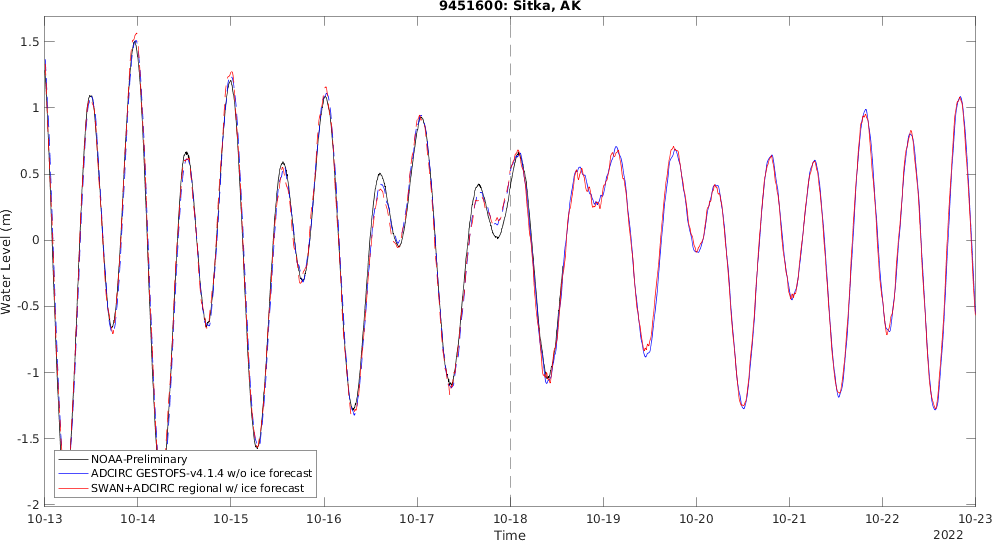 9451600: Sitka, AK
Water Level (m)
1.5
1
0.5
0
-0.5
-1
-1.5
-2
NOAA-Preliminary
ADCIRC GESTOFS-v4.1.4 w/o ice forecast
SWAN+ADCIRC regional w/ ice forecast
10-13 10-14 10-15 10-16 10-17 10-18 10-19 10-20 10-21 10-22 10-23
Time
2022